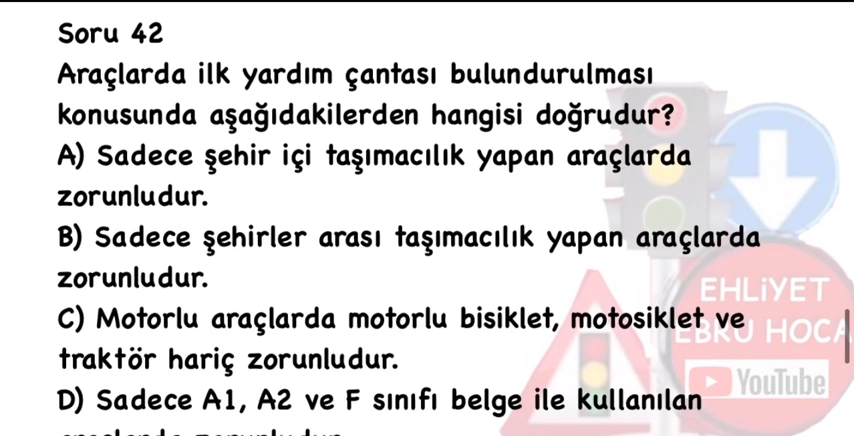 Soru 42
Araçlarda ilk yardım çantası bulundurulması
konusunda aşağıdakilerden hangisi doğrudur?
A) Sadece şehir içi taşımacılık yapan araçlarda
zorunludur.
B) Sadece şehirler arası taşımacılık yapan araçlarda
zorunludur.
C) Motorlu araçlarda motorlu bisiklet, motosiklet ve
traktör hariç zorunludur.
D) Sadece A1, A2 ve F sınıfı belge ile kullanılan
EHLİYET
EBRU HOCA
YouTube